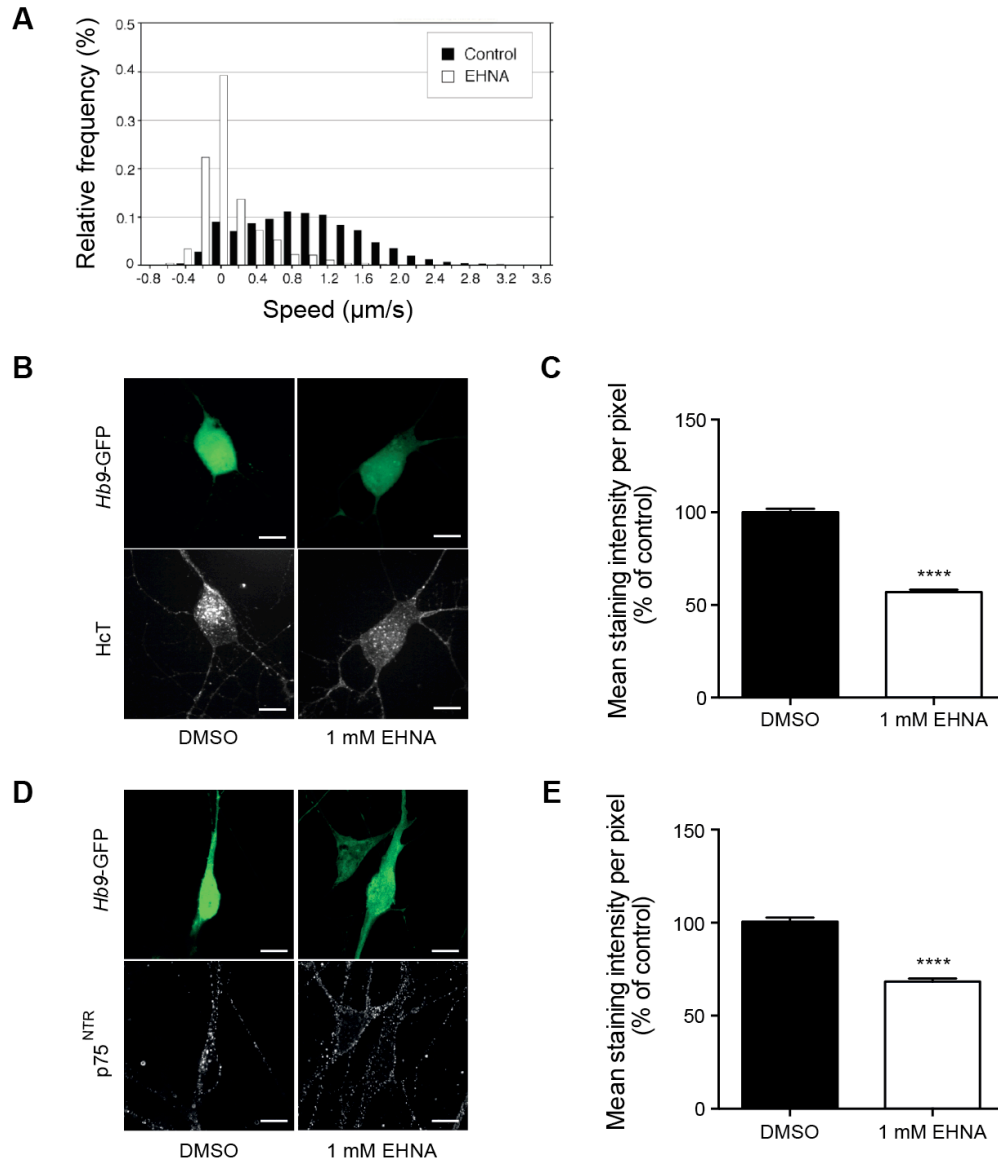 A
Relative frequency (%)
0.5
0.4
0.3
0.2
0.1
0
Control
EHNA
-0.8 -0.4 0 0.4 0.8 1.2 1.6 2.0 2.4 2.8 3.2 3.6
Speed (µm/s)
B
Hb9-GFP
HcT
DMSO 1 mM EHNA
C
Mean staining intensity per pixel
(% of control)
150
100
50
0
****
DMSO 1 mM EHNA
D
Hb9-GFP
p75 NTR
DMSO 1 mM EHNA
E
Mean staining intensity per pixel
(% of control)
150
100
50
0
****
DMSO 1 mM EHNA